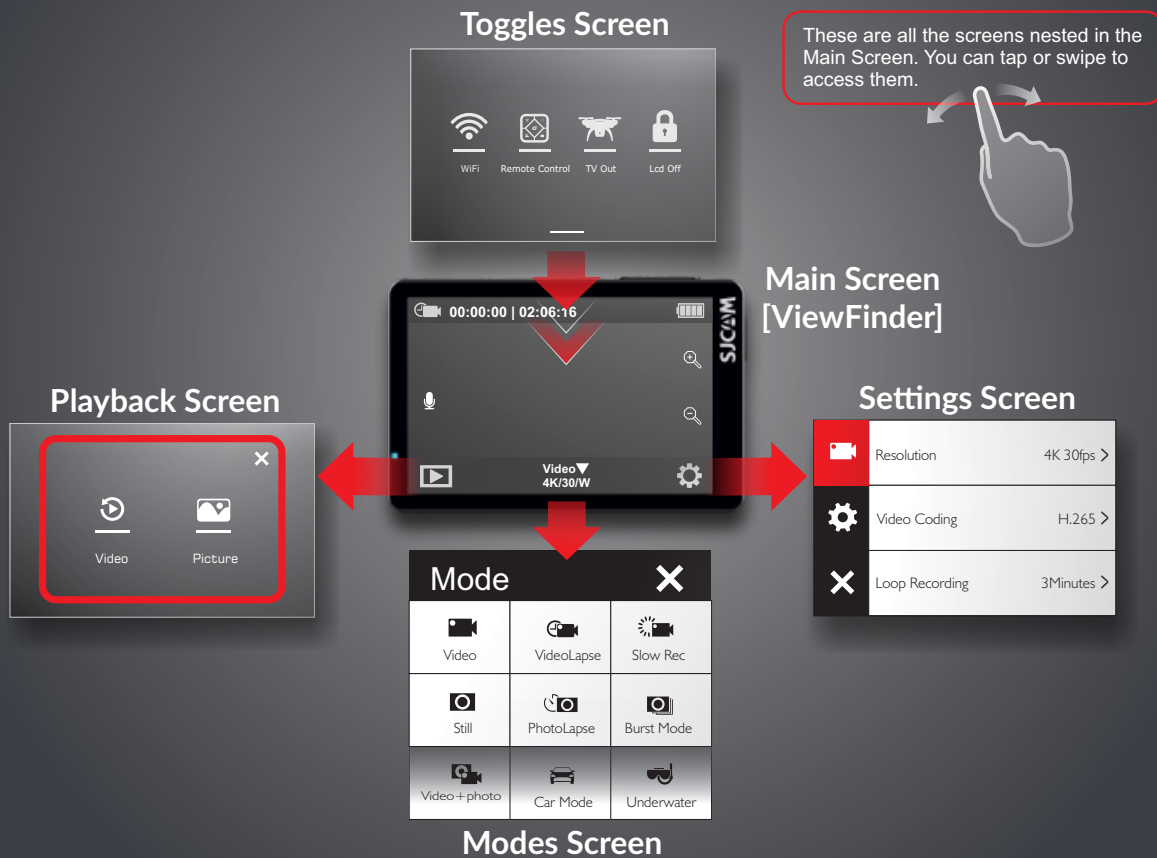 Toggles Screen
These are all the screens nested in the
Main Screen. You can tap or swipe to
access them.
WiFi
Remote Control
TV Out
Lcd Off
Main Screen
[ViewFinder]
00:00:00 | 02:06:16
SJCAM
Video▼
4K/30/W
Playback Screen
Video
Picture
Settings Screen
Resolution 4K 30fps >
Video Coding H.265 >
Loop Recording 3Minutes >
Mode
Video
VideoLapse
Slow Rec
Still
PhotoLapse
Burst Mode
Video+photo
Car Mode
Underwater
Modes Screen